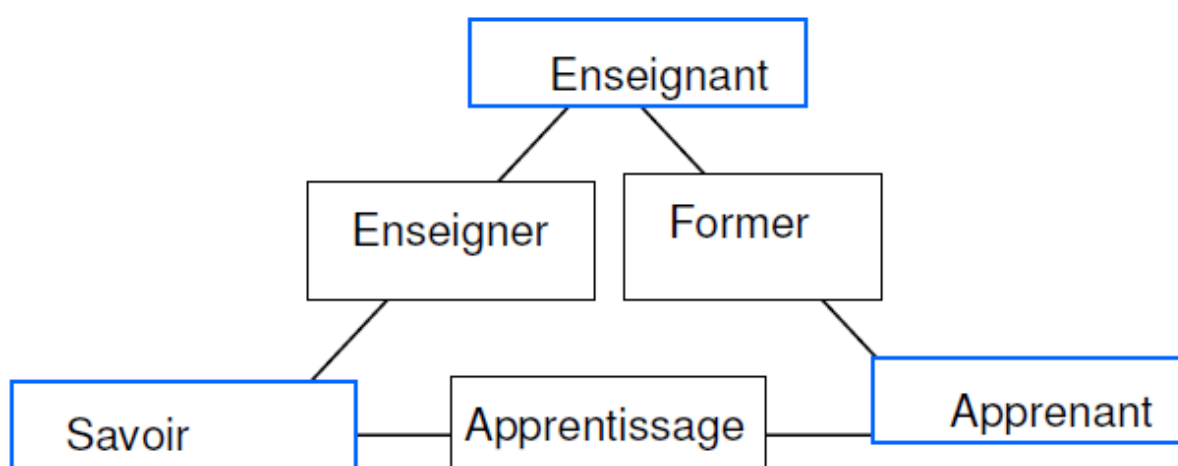 Enseignant
Enseigner
Former
Savoir
Apprentissage
Apprenant